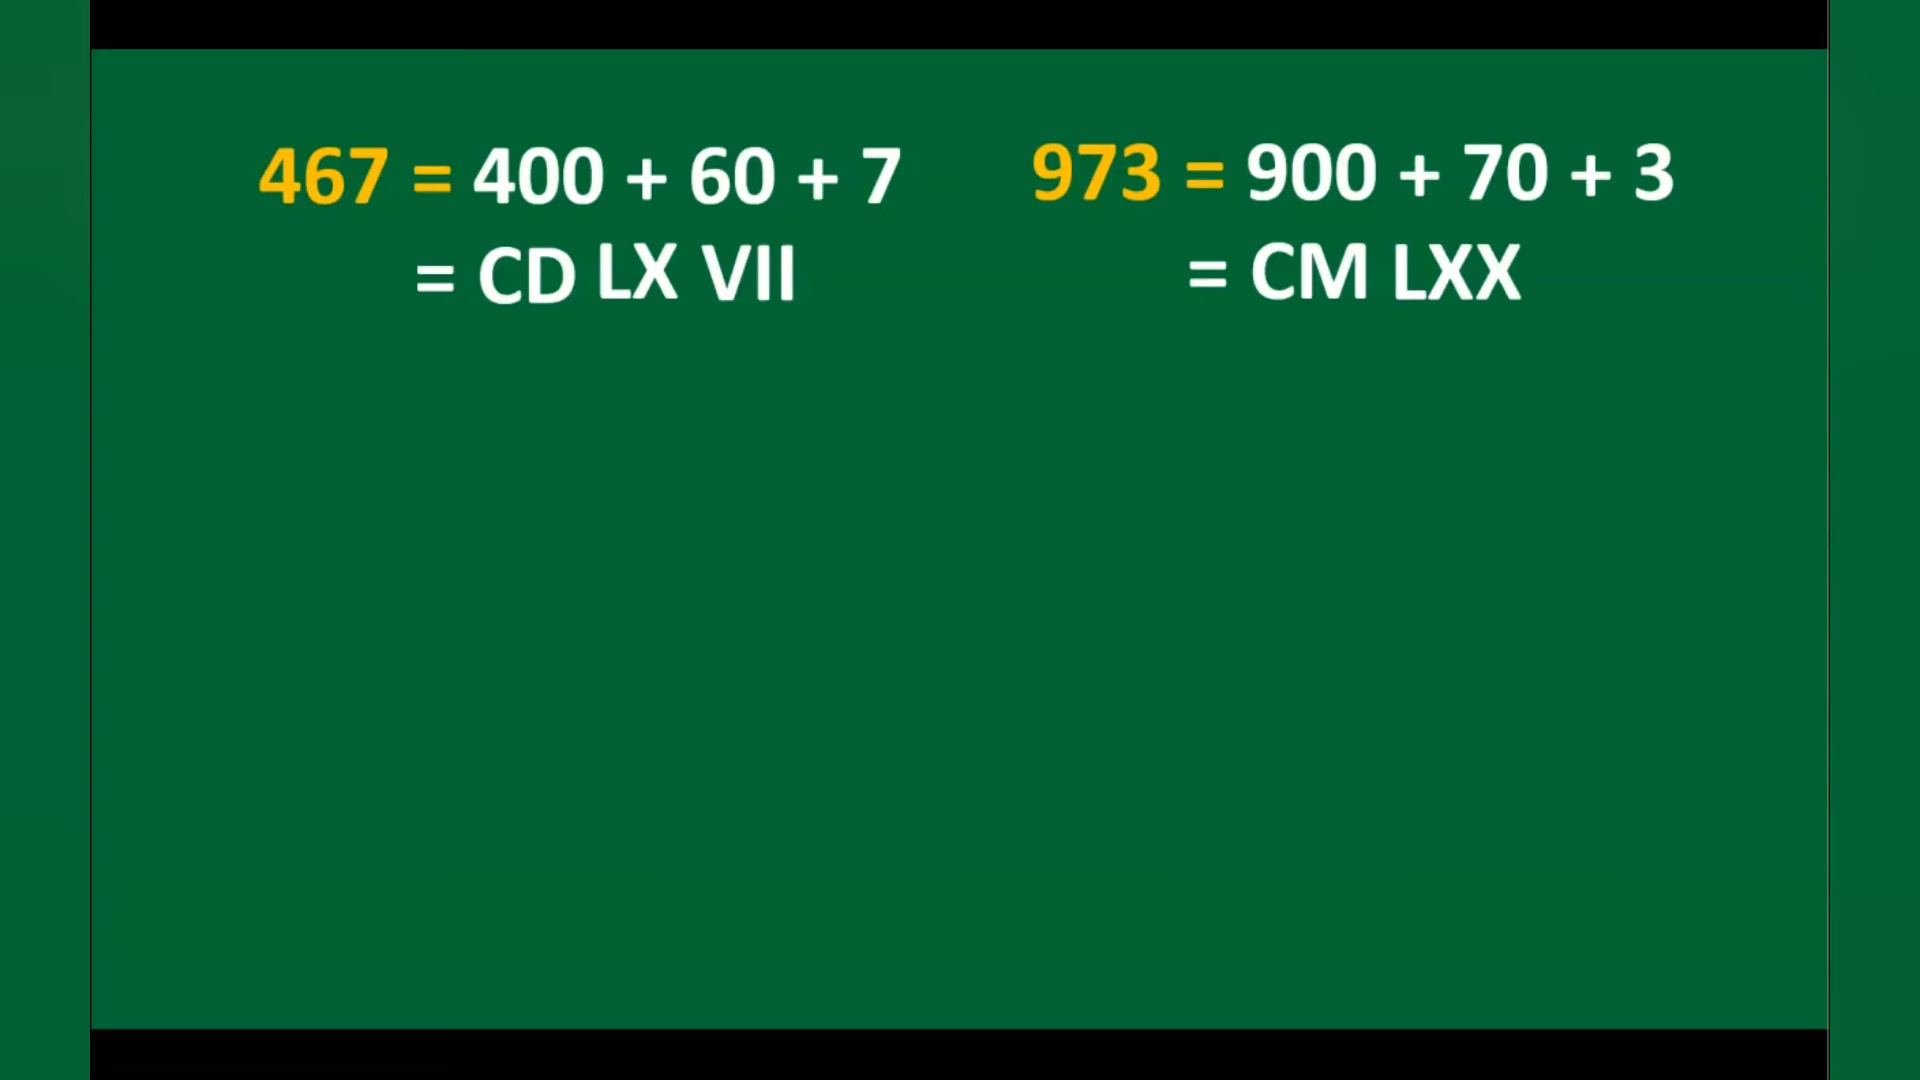 467 = 400 + 60 + 7
= CD LX VII
973 = 900 + 70 + 3
= CM LXX